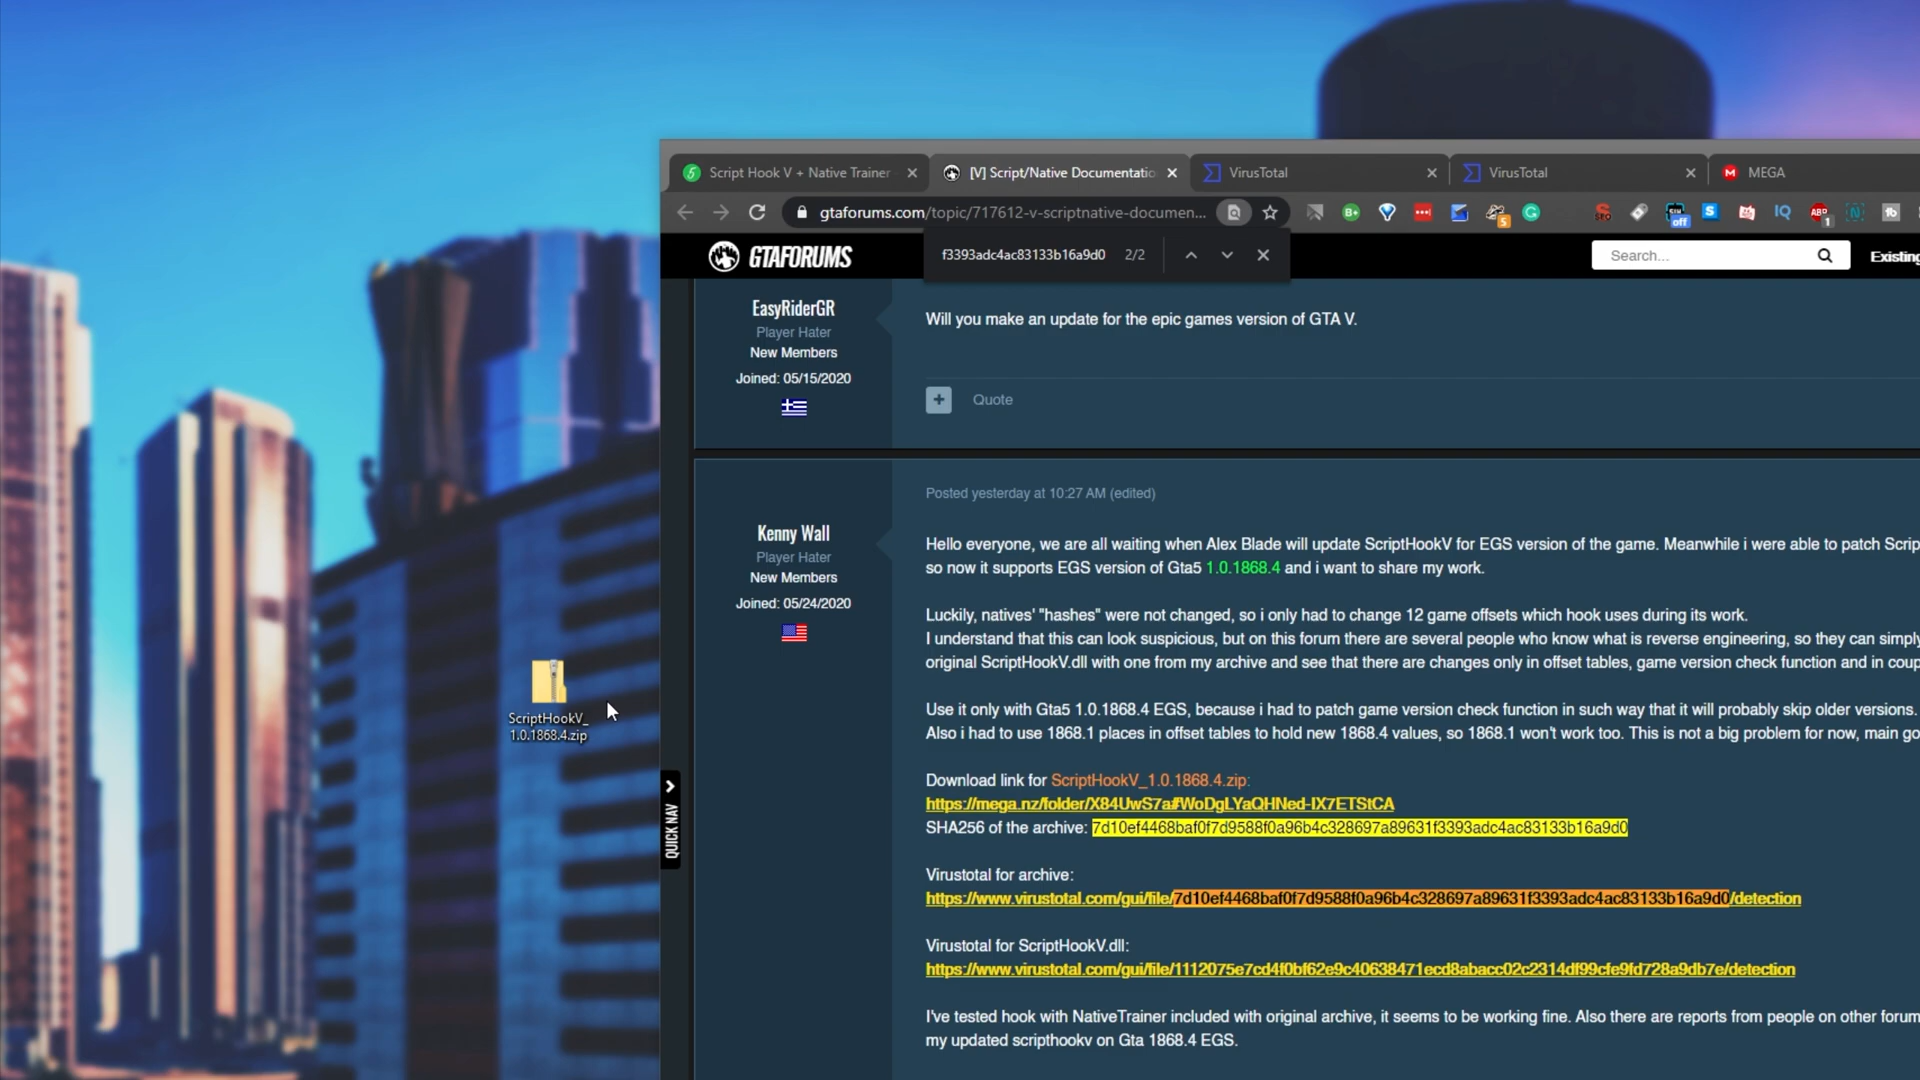 Script Hook V + Native Trainer
[V] Script/Native Documentatio
VirusTotal
VirusTotal
MEGA
gtaforums.com/topic/717612-v-scriptnative-documen...
GTAFORUMS
f3393adc4ac83133b16a9d0 2/2
Search...
Existing
EasyRiderGR
Player Hater
New Members
Joined: 05/15/2020
Will you make an update for the epic games version of GTA V.
+ Quote
Kenny Wall
Player Hater
New Members
Joined: 05/24/2020
Posted yesterday at 10:27 AM (edited)
Hello everyone, we are all waiting when Alex Blade will update ScriptHookV for EGS version of the game. Meanwhile i were able to patch Scrip
so now it supports EGS version of Gta5 1.0.1868.4 and i want to share my work.
Luckily, natives' "hashes" were not changed, so i only had to change 12 game offsets which hook uses during its work.
I understand that this can look suspicious, but on this forum there are several people who know what is reverse engineering, so they can simply
original ScriptHookV.dll with one from my archive and see that there are changes only in offset tables, game version check function and in coup
Use it only with Gta5 1.0.1868.4 EGS, because i had to patch game version check function in such way that it will probably skip older versions.
Also i had to use 1868.1 places in offset tables to hold new 1868.4 values, so 1868.1 won't work too. This is not a big problem for now, main go
Download link for ScriptHookV_1.0.1868.4.zip:
https://mega.nz/folder/X84UwS7a#WoDgLYaQHNed-IX7ETStCA
SHA256 of the archive: 7d10ef4468baf0f7d9588f0a96b4c328697a89631f3393adc4ac83133b16a9d0
Virustotal for archive:
https://www.virustotal.com/gui/file/7d10ef4468baf0f7d9588f0a96b4c328697a89631f3393adc4ac83133b16a9d0/detection
Virustotal for ScriptHookV.dll:
https://www.virustotal.com/gui/file/1112075e7cd4f0bf62e9c40638471ecd8abacc02c2314df99cfe9fd728a9db7e/detection
I've tested hook with NativeTrainer included with original archive, it seems to be working fine. Also there are reports from people on other forum
my updated scripthookv on Gta 1868.4 EGS.
QUICK NAV
ScriptHookV_
1.0.1868.4.zip